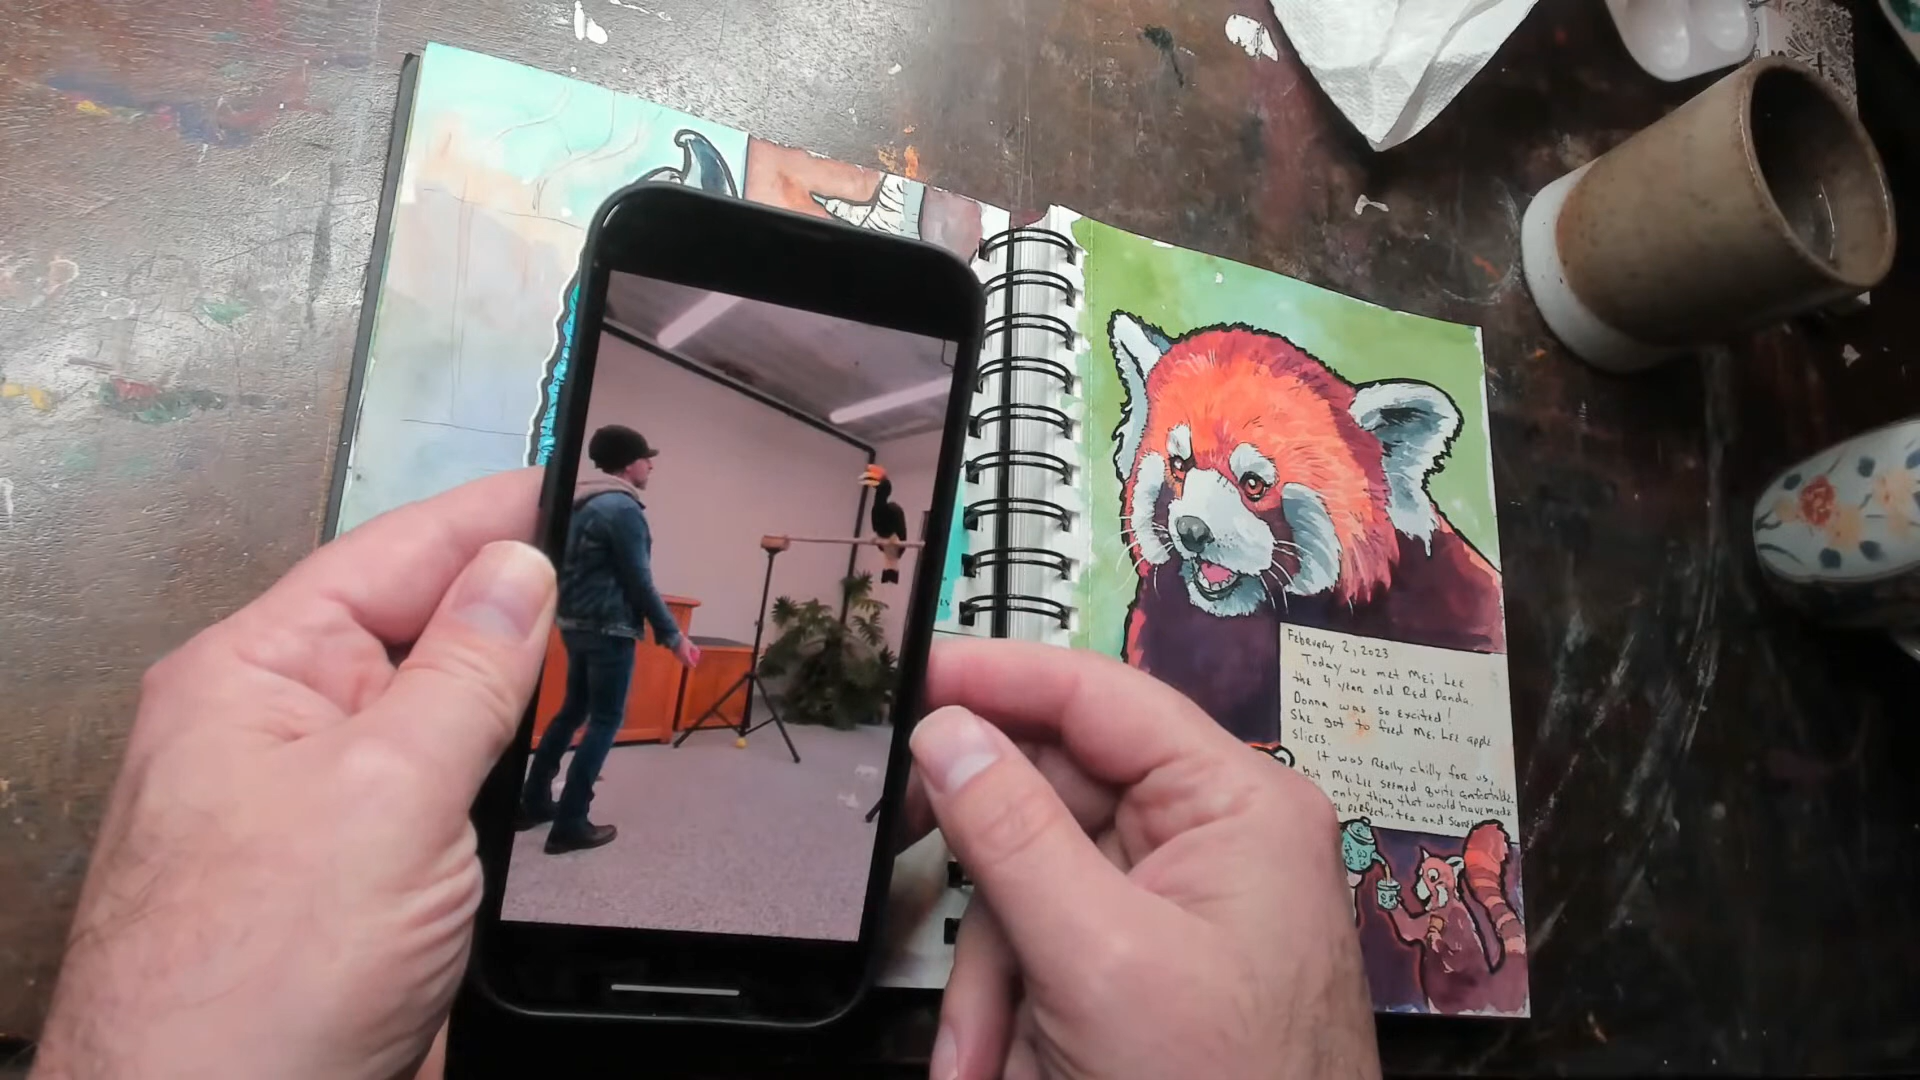 February 2, 2023
Today we met Mei Lee
the 4 year old Red Panda.
Donna was so excited!
She got to feed Mei Lee apple
slices.
It was really chilly for us,
but Mei Lee seemed quite comfortable.
only thing that would have made
perfect... tea and scones